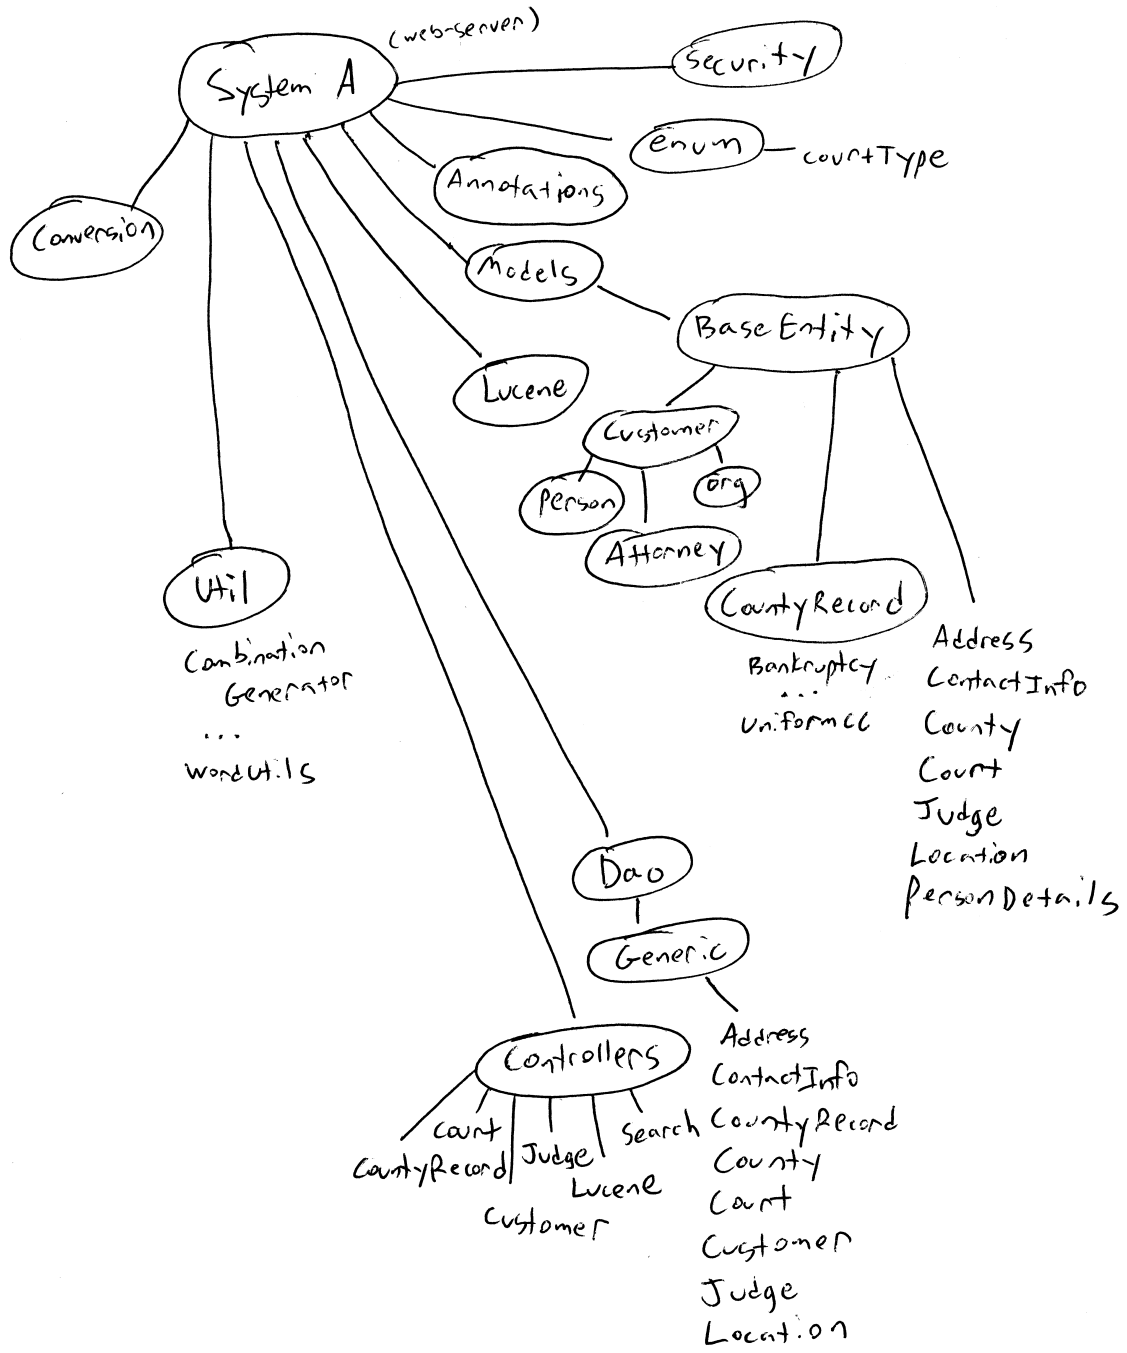 (web-server)
System A
Security
enum
courtType
Annotations
Conversion
Models
Base Entity
Lucene
Customer
Person
org
Attorney
Util
Combination
Generator
...
wordUtils
CountyRecord
Bankruptcy
...
UniformCC
Address
ContactInfo
County
Court
Judge
Location
PersonDetails
Dao
Generic
Address
ContactInfo
CountyRecord
County
Court
Customer
Judge
Location
Controllers
Court
CountyRecord
Judge
Search
Lucene
Customer